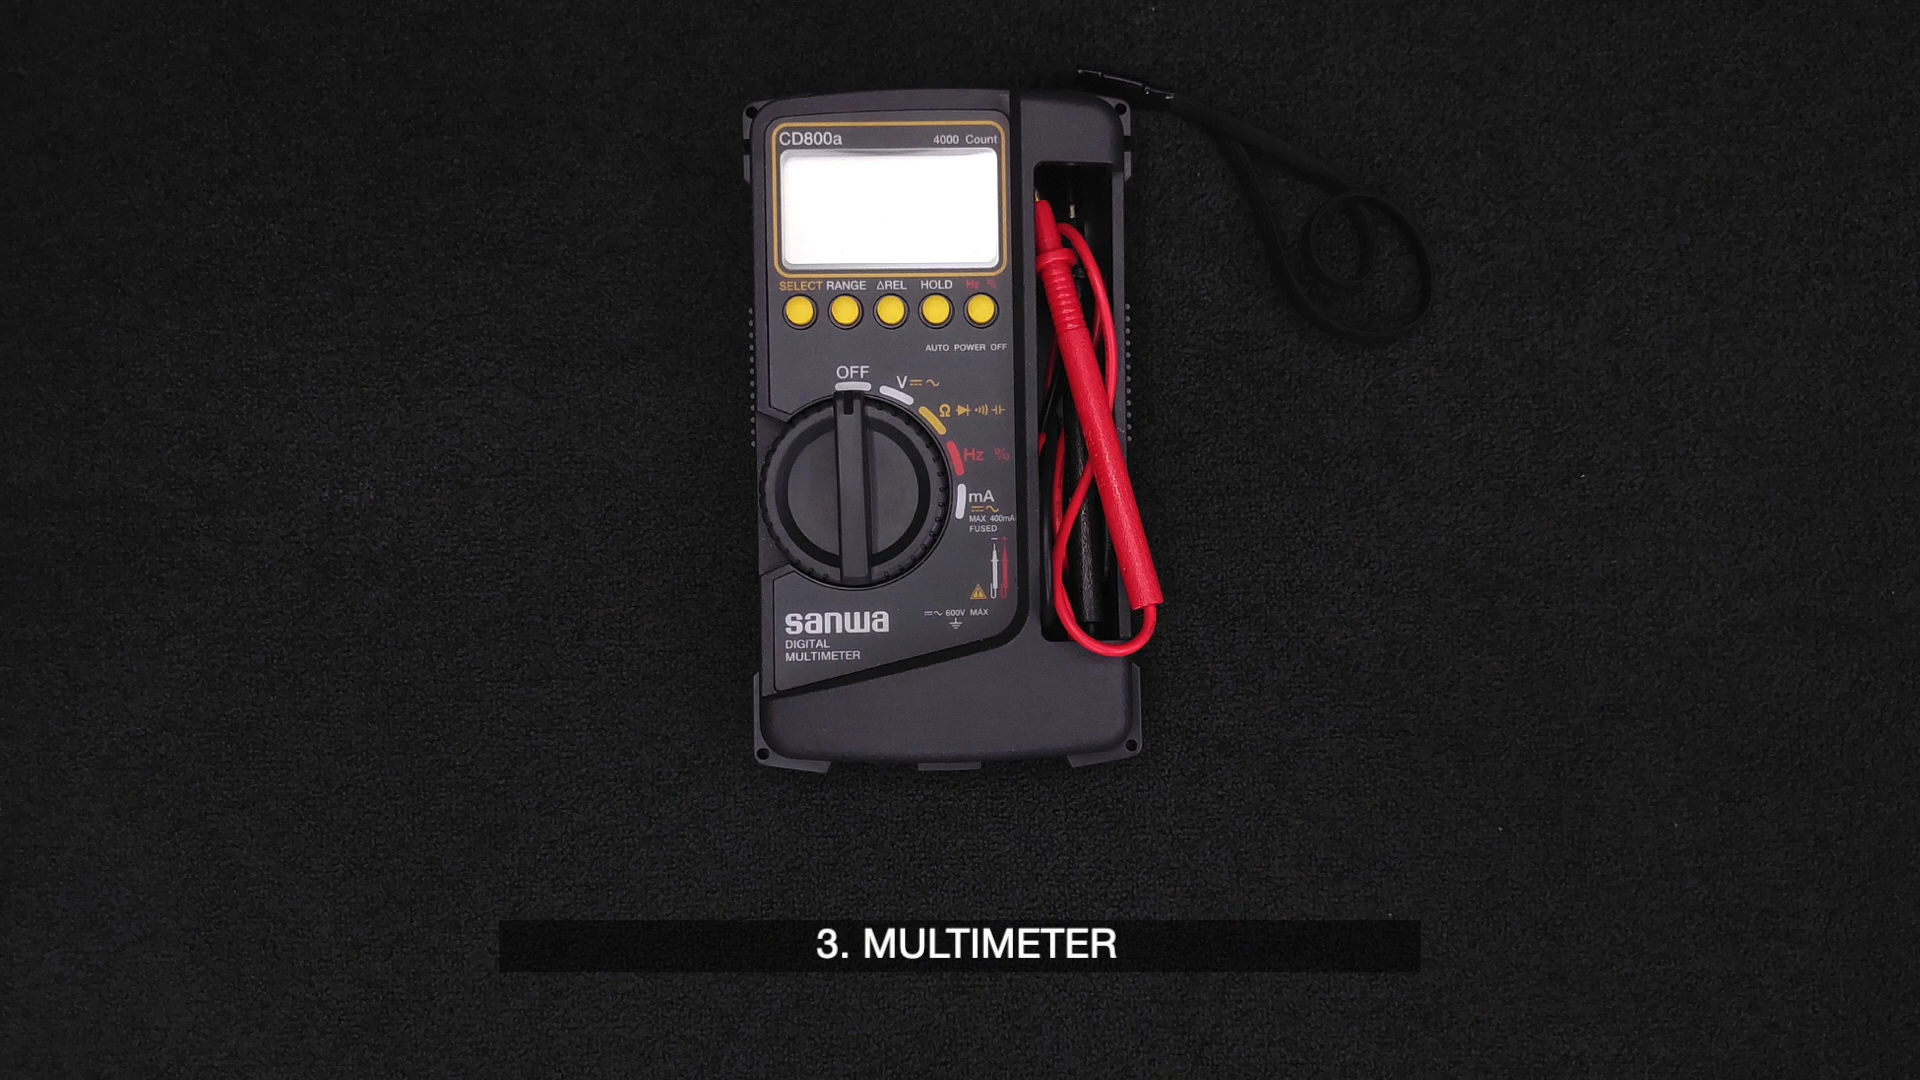 CD800a 4000 Count
SELECT RANGE ΔREL HOLD Hz %
AUTO POWER OFF
OFF
V
Ω
Hz %
mA
MAX 400mA
FUSED
- +
600V MAX
sanwa
DIGITAL
MULTIMETER
3. MULTIMETER